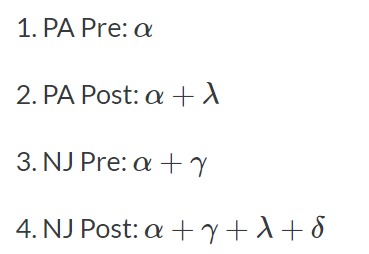 1. PA Pre: α
2. PA Post: α + λ
3. NJ Pre: α + γ
4. NJ Post: α + γ + λ + δ